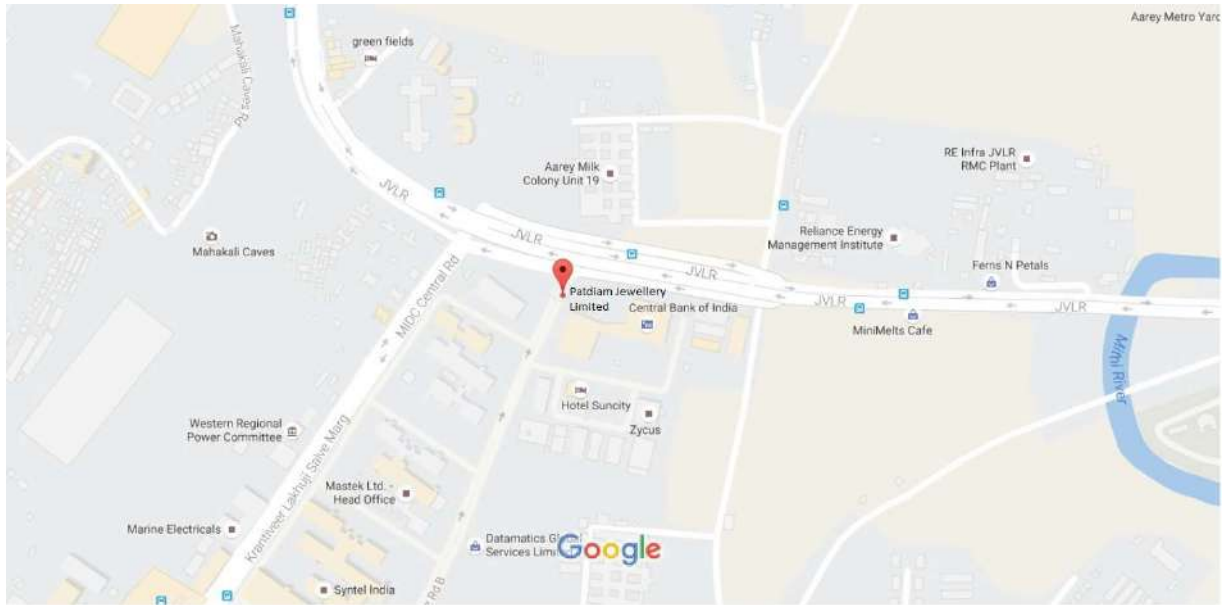 Aarey Metro Yard
Mahakali Caves Rd
green fields
Aarey Milk
Colony Unit 19
RE Infra JVLR
RMC Plant
JVLR
JVLR
JVLR
JVLR
JVLR
Mahakali Caves
Reliance Energy
Management Institute
Ferns N Petals
MIDC Central Rd
Patdiam Jewellery
Limited
Central Bank of India
MiniMelts Cafe
Mithi River
Hotel Suncity
Zycus
Western Regional
Power Committee
Krantiveer Lakhuji Salve Marg
Mastek Ltd. -
Head Office
Marine Electricals
Datamatics Global
Services Limi
Google
Syntel India
Rd B